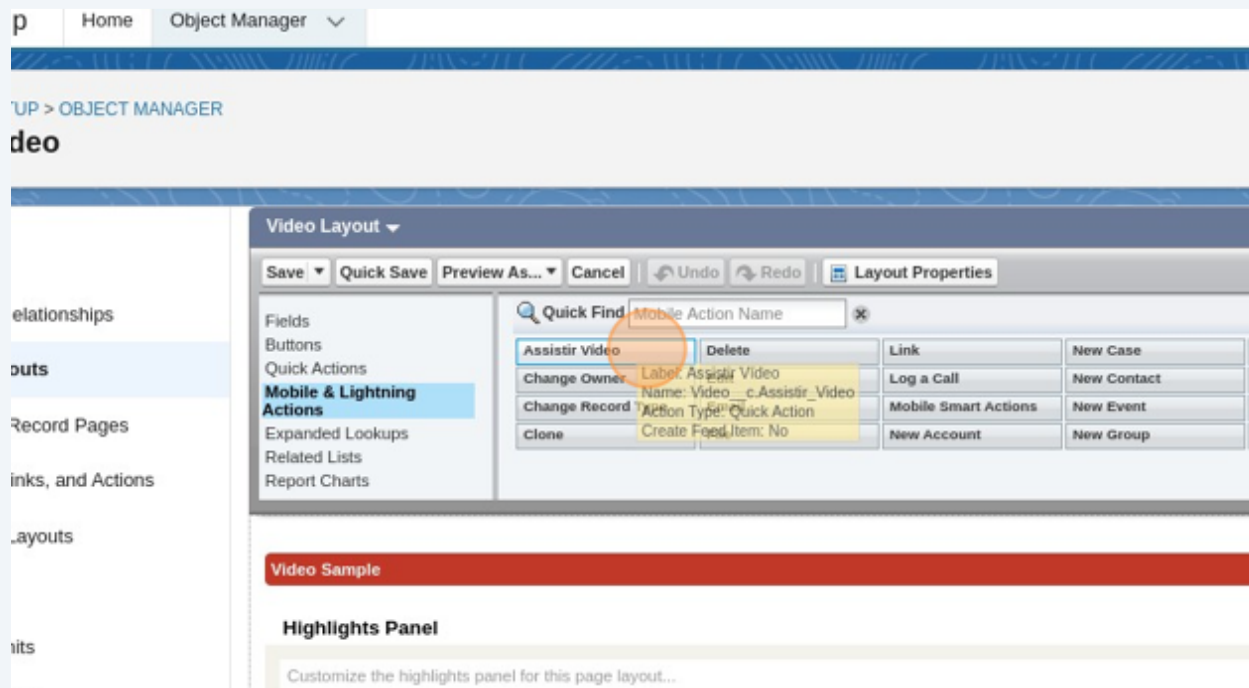 p Home Object Manager
TUP > OBJECT MANAGER
deo
elationships
outs
Record Pages
inks, and Actions
Layouts
nits
Video Layout
Save Quick Save Preview As... Cancel Undo Redo Layout Properties
Fields
Buttons
Quick Actions
Mobile & Lightning
Actions
Expanded Lookups
Related Lists
Report Charts
Quick Find Mobile Action Name
Assistir Video Delete Link New Case
Change Owner Edit Log a Call New Contact
Change Record Type Mobile Smart Actions New Event
Clone New Account New Group
Label: Assistir Video
Name: Video__c.Assistir_Video
Action Type: Quick Action
Create Feed Item: No
Video Sample
Highlights Panel
Customize the highlights panel for this page layout...